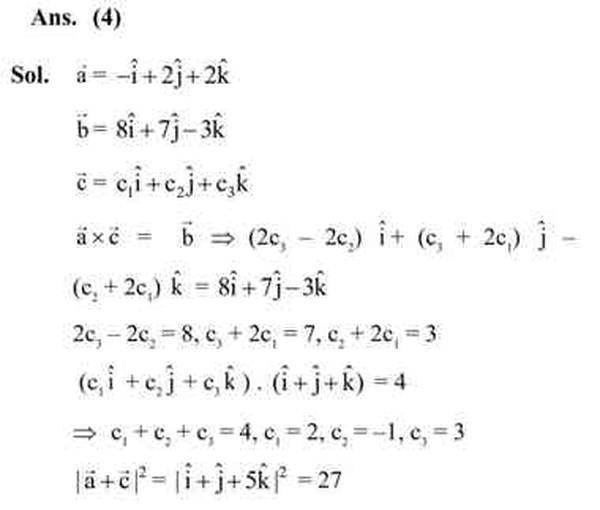 Ans. (4)
Sol. a⃗ = –î + 2ĵ + 2k̂
b⃗ = 8î + 7ĵ – 3k̂
c⃗ = c₁î + c₂ĵ + c₃k̂
a⃗ × c⃗ = b⃗ ⇒ (2c₃ – 2c₂) î + (c₃ + 2c₁) ĵ –
(c₂ + 2c₁) k̂ = 8î + 7ĵ – 3k̂
2c₃ – 2c₂ = 8, c₃ + 2c₁ = 7, c₂ + 2c₁ = 3
(c₁î + c₂ĵ + c₃k̂) . (î + ĵ + k̂) = 4
⇒ c₁ + c₂ + c₃ = 4, c₁ = 2, c₂ = –1, c₃ = 3
|a⃗ + c⃗|² = |î + ĵ + 5k̂|² = 27